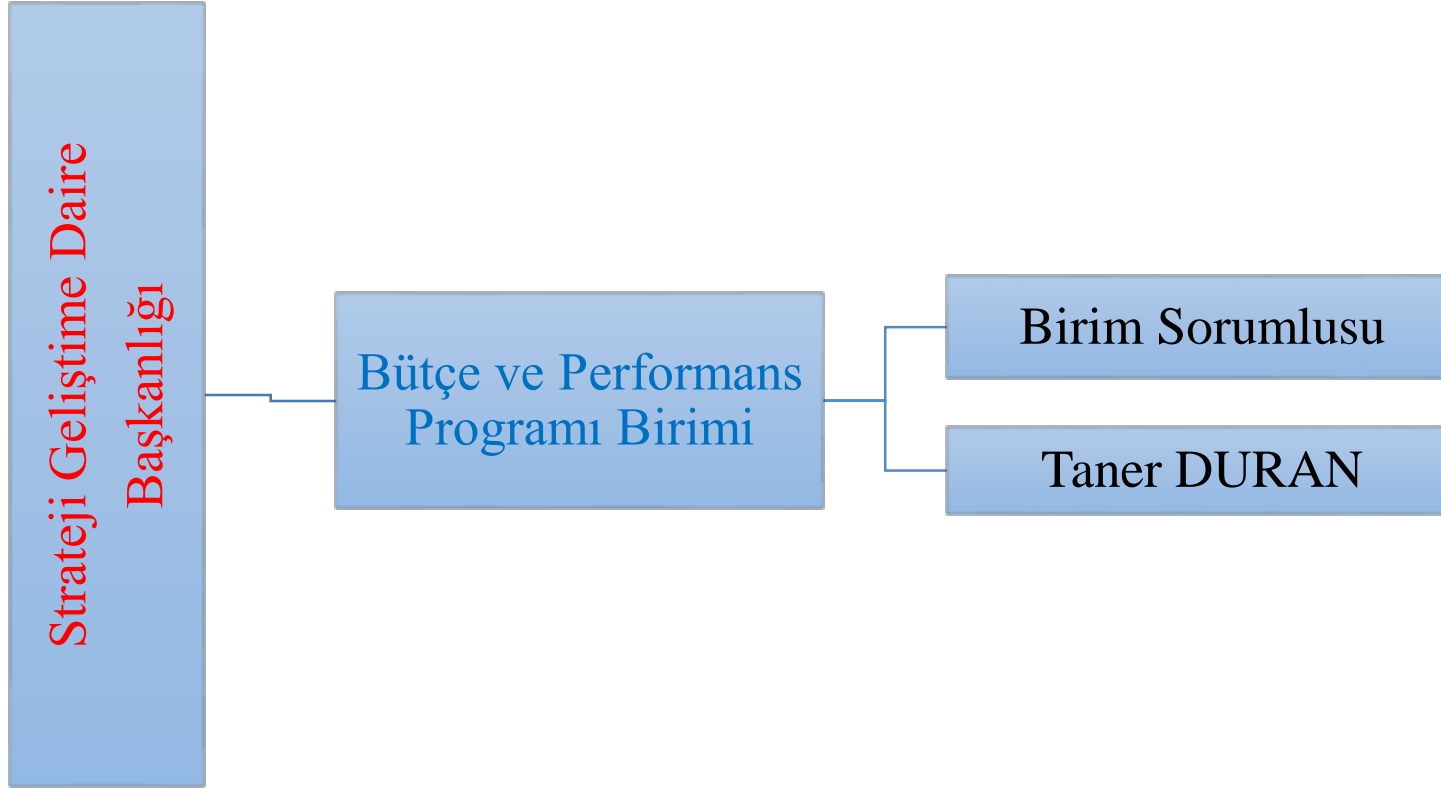 Strateji Geliştime Daire
Başkanlığı
Bütçe ve Performans
Programı Birimi
Birim Sorumlusu
Taner DURAN